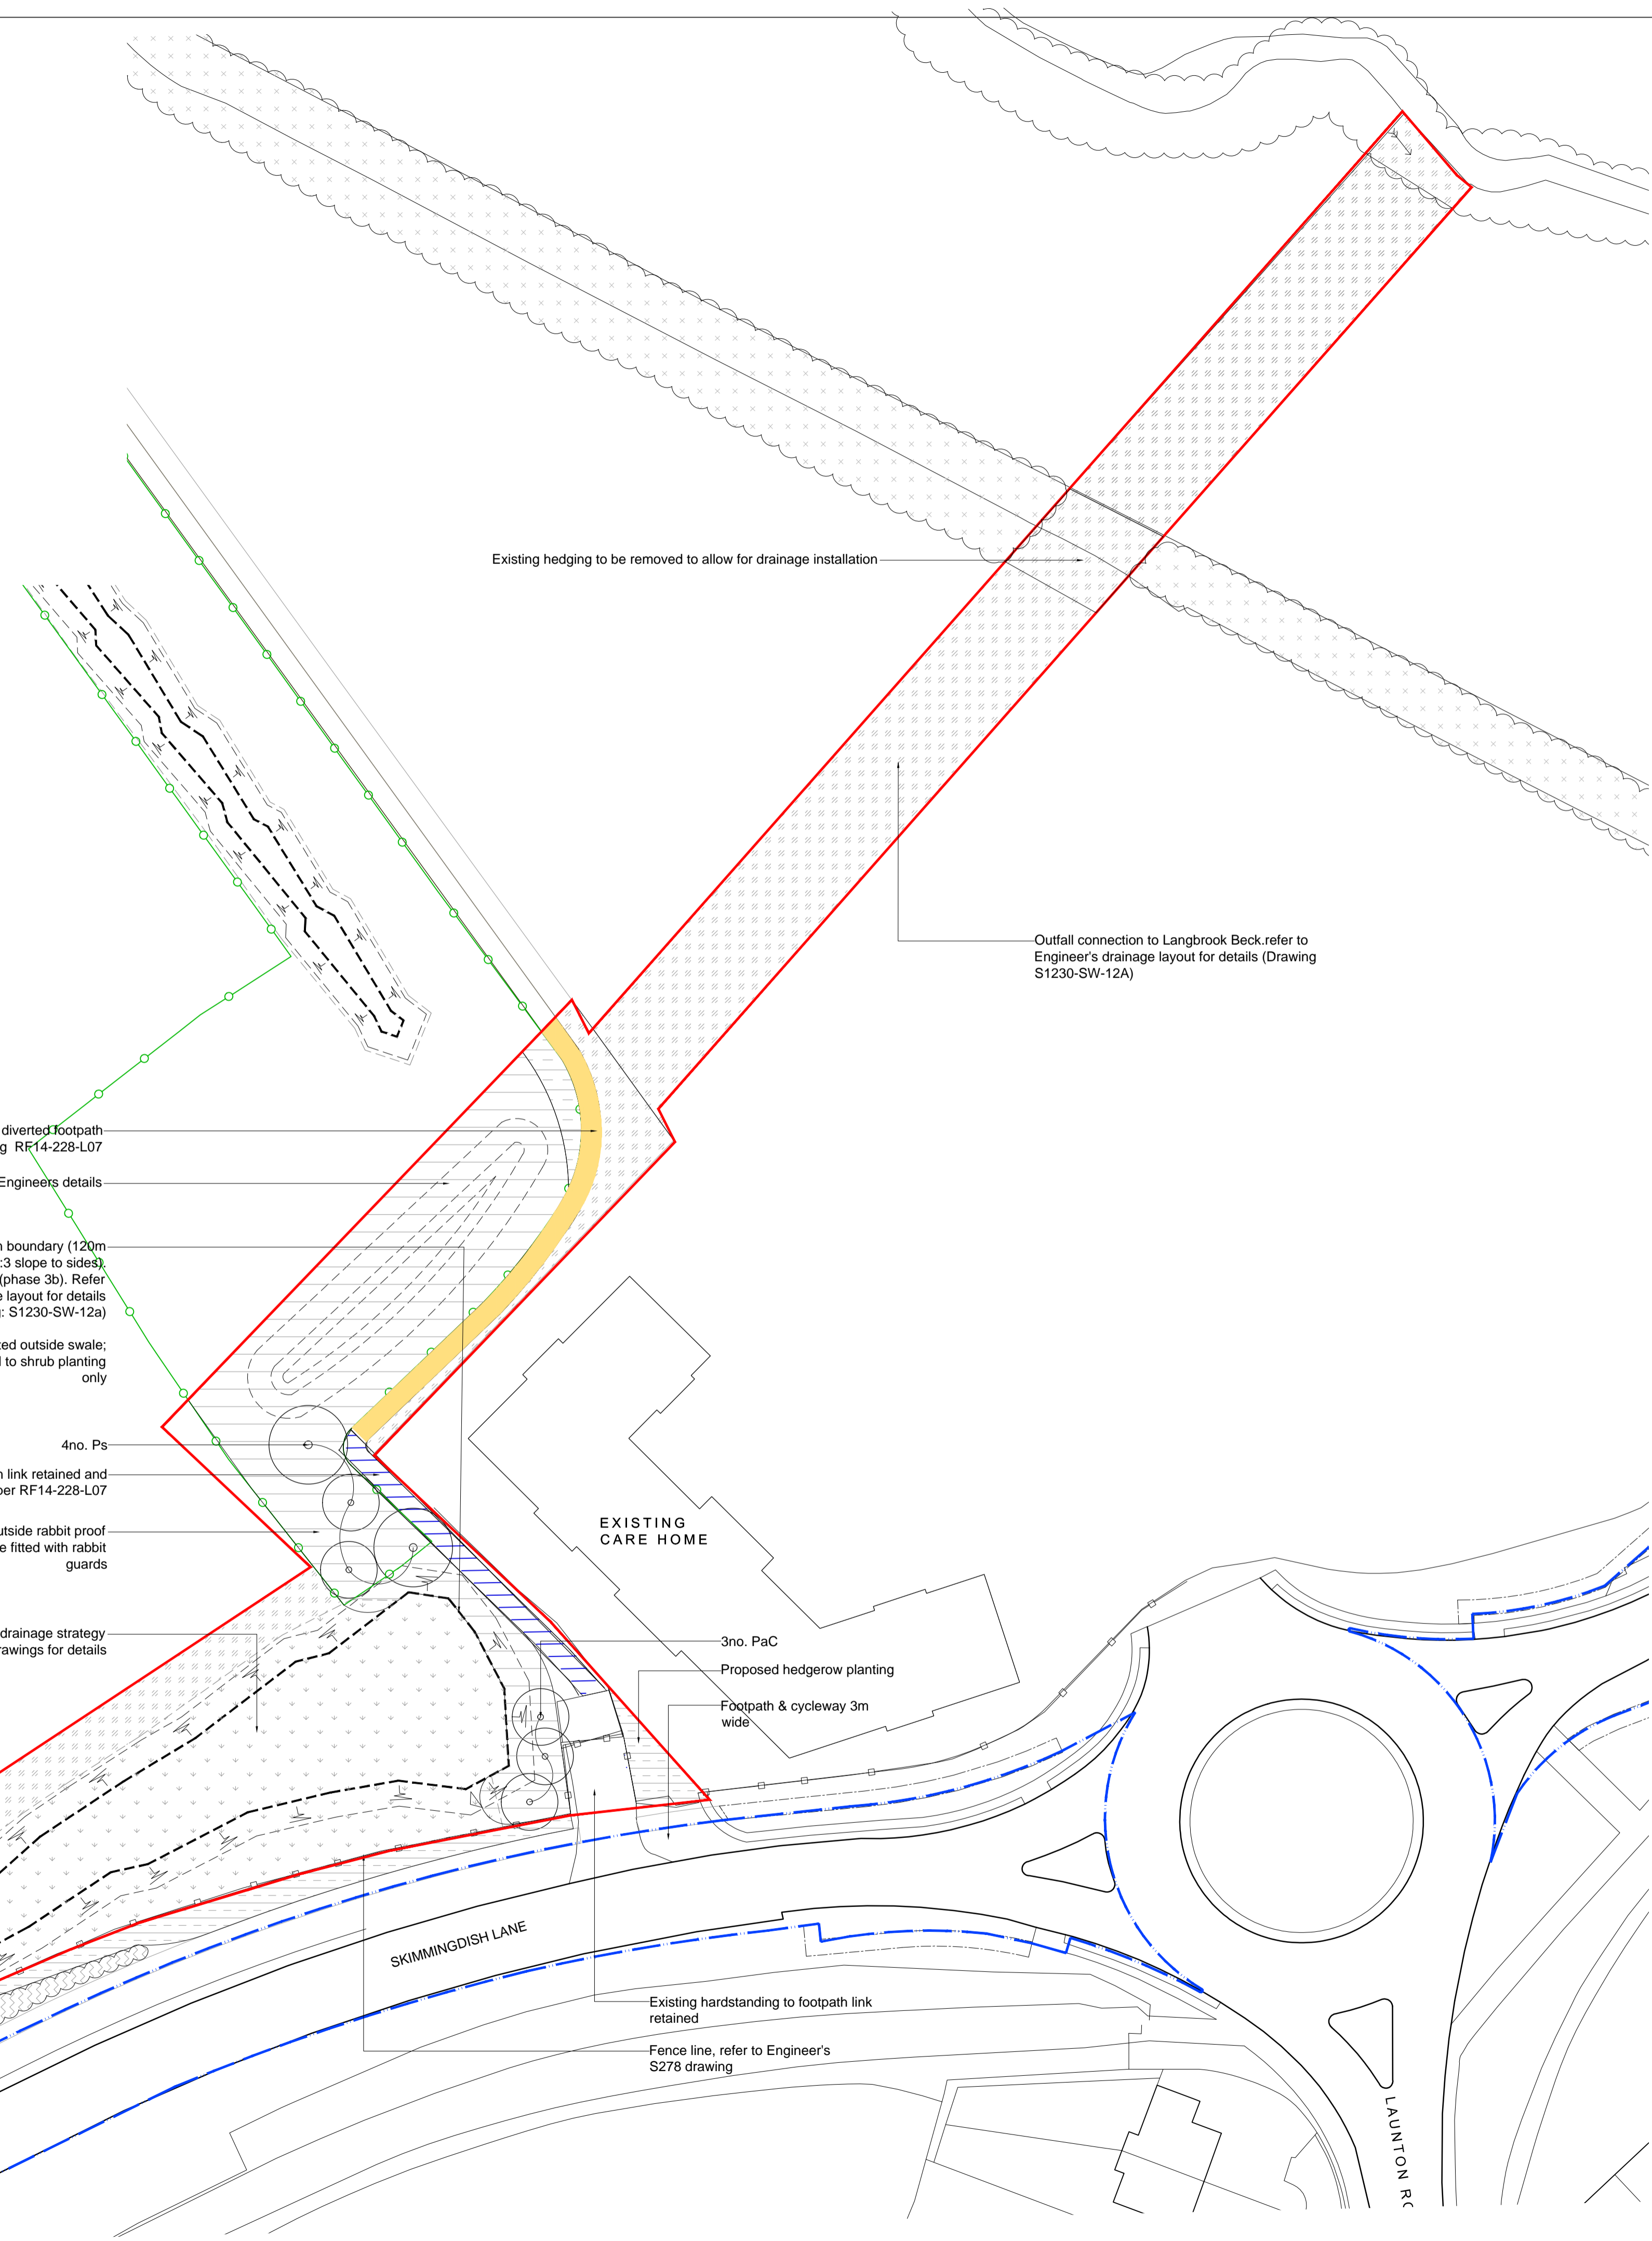 Existing hedging to be removed to allow for drainage installation
Outfall connection to Langbrook Beck.refer to
Engineer's drainage layout for details (Drawing
S1230-SW-12A)
diverted footpath
RF14-228-L07
Engineers details
boundary (120m
:3 slope to sides).
(phase 3b). Refer
layout for details
: S1230-SW-12a)
outside swale;
to shrub planting
only
4no. Ps
link retained and
per RF14-228-L07
outside rabbit proof
fitted with rabbit
guards
drainage strategy
drawings for details
EXISTING
CARE HOME
3no. PaC
Proposed hedgerow planting
Footpath & cycleway 3m
wide
SKIMMINGDISH LANE
Existing hardstanding to footpath link
retained
Fence line, refer to Engineer's
S278 drawing
LAUNTON